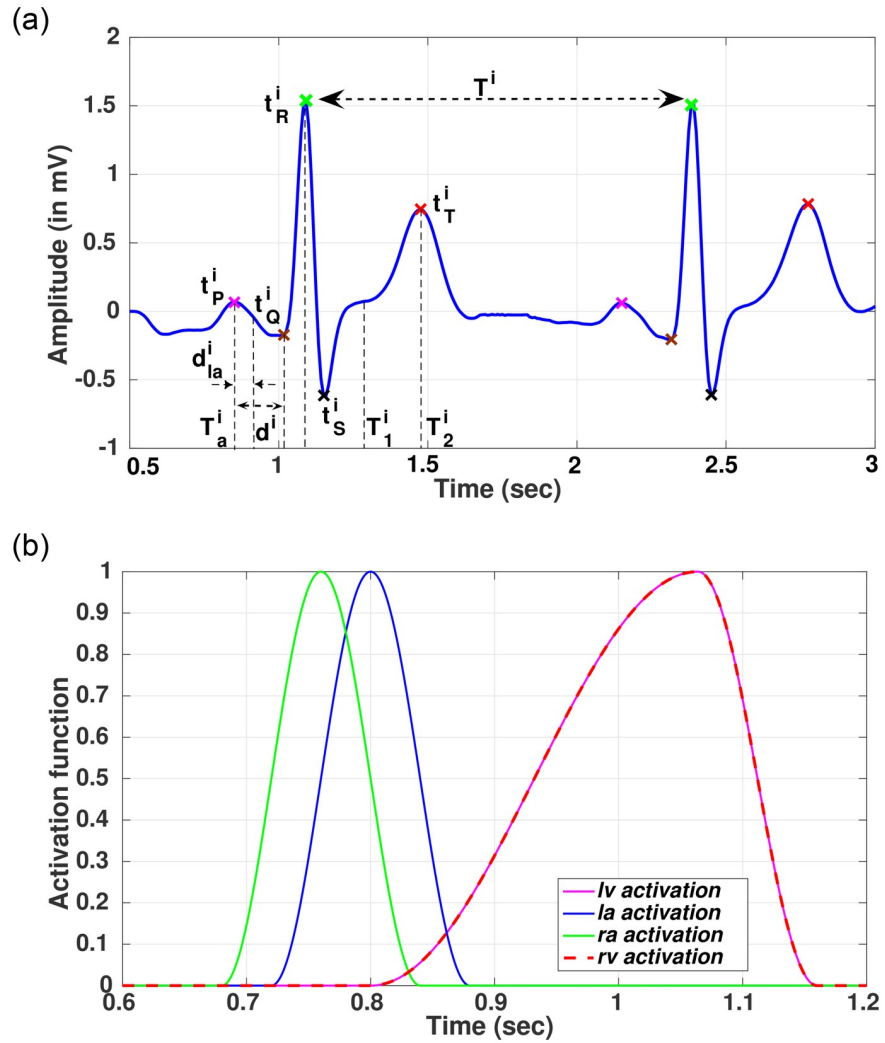 (a)
2
1.5
1
0.5
0
-0.5
-1
Amplitude (in mV)
t_R^i
T^i
t_T^i
t_P^i
t_Q^i
d_la^i
T_a^i
d^i
t_S^i
T_1^i
T_2^i
0.5 1 1.5 2 2.5 3
Time (sec)
(b)
1
0.9
0.8
0.7
0.6
0.5
0.4
0.3
0.2
0.1
0
Activation function
lv activation
la activation
ra activation
rv activation
0.6 0.7 0.8 0.9 1 1.1 1.2
Time (sec)